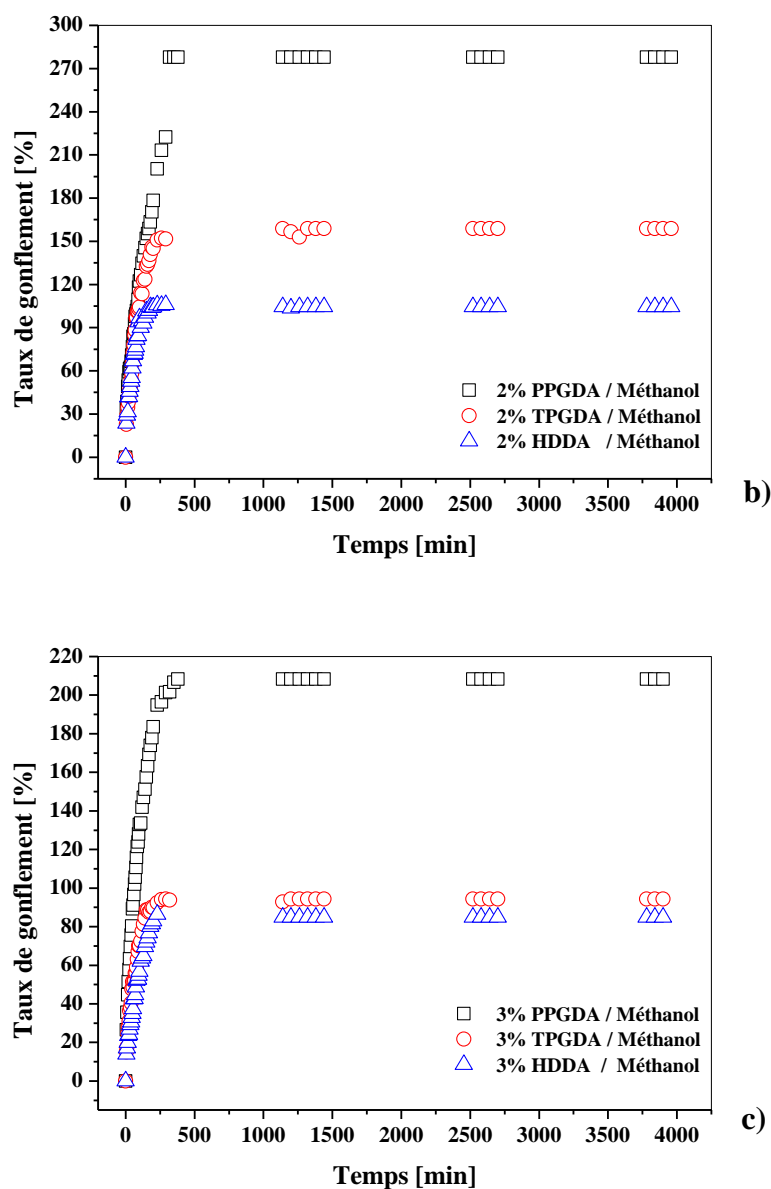 300
270
240
210
180
150
120
90
60
30
0
Taux de gonflement [%]
2% PPGDA / Méthanol
2% TPGDA / Méthanol
2% HDDA / Méthanol
0 500 1000 1500 2000 2500 3000 3500 4000
Temps [min]
b)
220
200
180
160
140
120
100
80
60
40
20
0
Taux de gonflement [%]
3% PPGDA / Méthanol
3% TPGDA / Méthanol
3% HDDA / Méthanol
0 500 1000 1500 2000 2500 3000 3500 4000
Temps [min]
c)